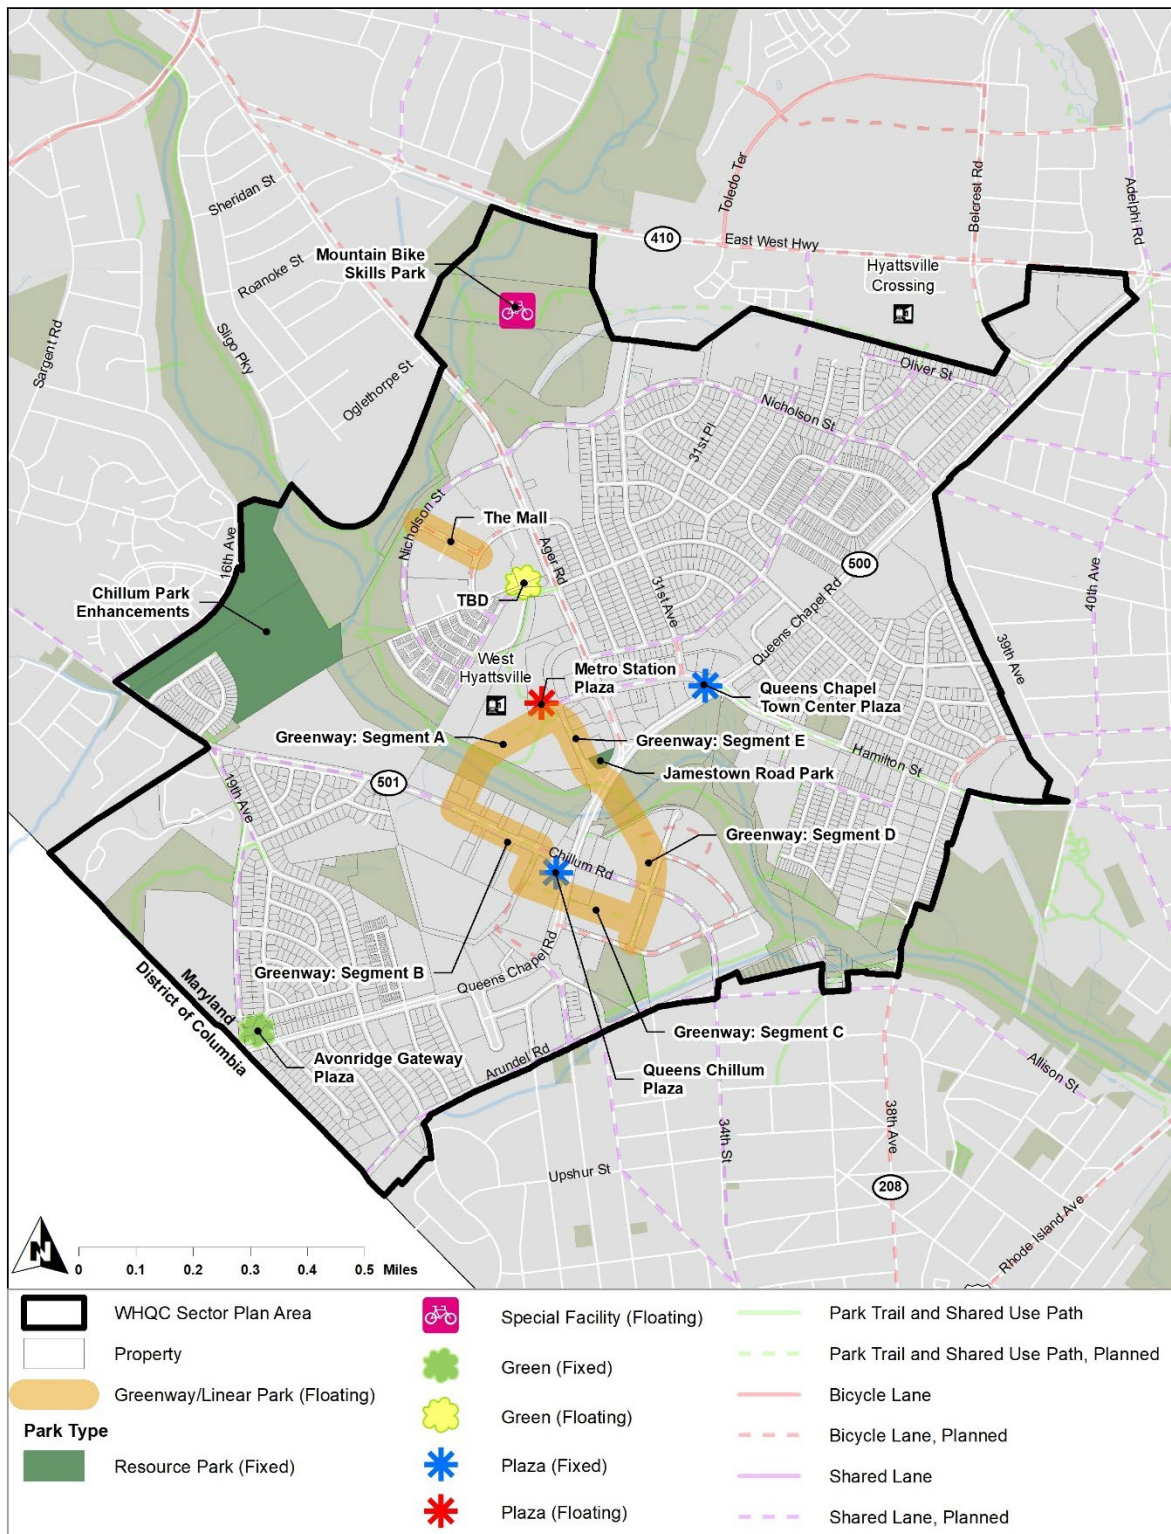 Toledo Ter
Belcrest Rd
Adelphi Rd
Sheridan St
410
East West Hwy
Mountain Bike
Skills Park
Hyattsville
Crossing
Roanoke St
Sargent Rd
Sligo Pky
Oglethorpe St
Oliver St
Nicholson St
31st Pl
Nicholson St
The Mall
16th Ave
Ager Rd
500
40th Ave
Chillum Park
Enhancements
TBD
31st Ave
Queens Chapel Rd
39th Ave
West
Hyattsville
Metro Station
Plaza
Queens Chapel
Town Center Plaza
Greenway: Segment A
Greenway: Segment E
Hamilton St
Jamestown Road Park
501
19th Ave
Greenway: Segment D
Chillum Rd
Greenway: Segment B
Queens Chapel Rd
Maryland
District of Columbia
Greenway: Segment C
Avonridge Gateway
Plaza
Arundel Rd
Queens Chillum
Plaza
Allison St
34th St
38th Ave
Upshur St
208
Rhode Island Ave
N
0 0.1 0.2 0.3 0.4 0.5 Miles
WHQC Sector Plan Area
Property
Greenway/Linear Park (Floating)
Park Type
Resource Park (Fixed)
Special Facility (Floating)
Green (Fixed)
Green (Floating)
Plaza (Fixed)
Plaza (Floating)
Park Trail and Shared Use Path
Park Trail and Shared Use Path, Planned
Bicycle Lane
Bicycle Lane, Planned
Shared Lane
Shared Lane, Planned